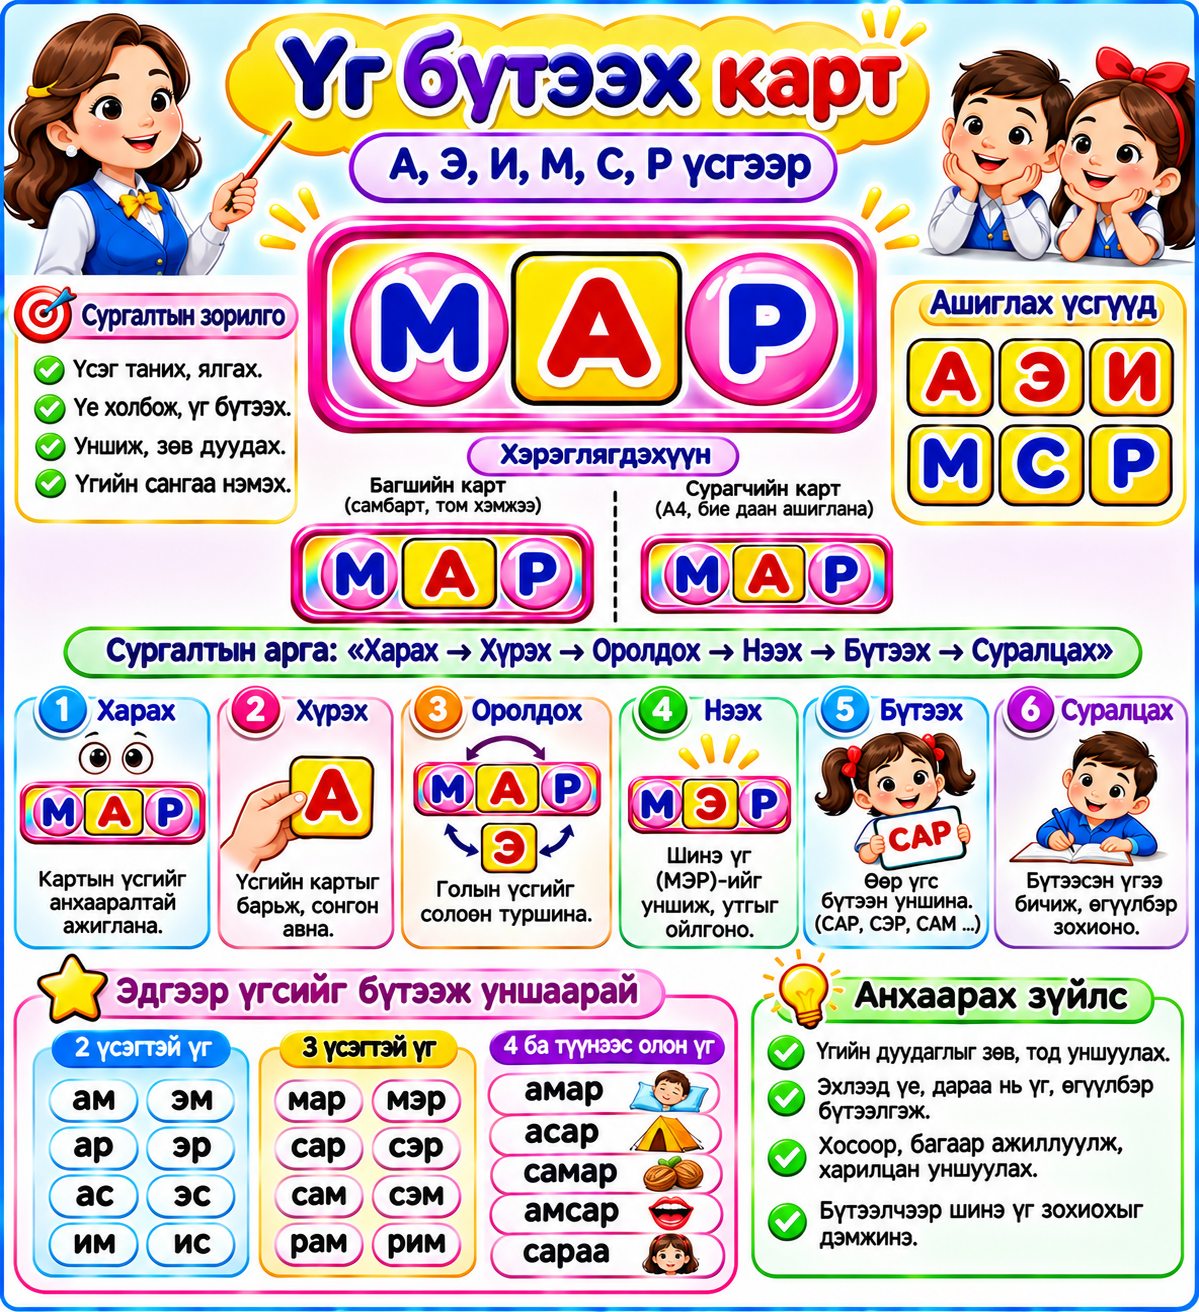 Үг бүтээх карт
А, Э, И, М, С, Р үсгээр
М А Р
Сургалтын зорилго
Үсэг таних, ялгах.
Үе холбож, үг бүтээх.
Уншиж, зөв дуудах.
Үгийн сангаа нэмэх.
Ашиглах үсгүүд
А Э И
М С Р
Хэрэглягдэхүүн
Багшийн карт
(самбарт, том хэмжээ)
М А Р
Сурагчийн карт
(А4, бие даан ашиглана)
М А Р
Сургалтын арга: «Харах → Хүрэх → Оролдох → Нээх → Бүтээх → Суралцах»
1 Харах
М А Р
Картын үсгийг
анхааралтай
ажиглана.
2 Хүрэх
А
Үсгийн картыг
барьж, сонгон
авна.
3 Оролдох
М А Р
Э
Голын үсгийг
солоөн туршина.
4 Нээх
М Э Р
Шинэ үг
(МЭР)-ийг
уншиж, утгыг
ойлгоно.
5 Бүтээх
САР
Өөр үгс
бүтээн уншина.
(САР, СЭР, САМ ...)
6 Суралцах
Бүтээсэн үгээ
бичиж, өгүүлбэр
зохионо.
Эдгээр үгсийг бүтээж уншаарай
2 үсэгтэй үг
ам эм
ар эр
ас эс
им ис
3 үсэгтэй үг
мар мэр
сар сэр
сам сэм
рам рим
4 ба түүнээс олон үг
амар
асар
самар
амсар
сараа
Анхаарах зүйлс
Үгийн дуудаглыг зөв, тод уншуулах.
Эхлээд үе, дараа нь үг, өгүүлбэр
бүтээлгэж.
Хосоор, багаар ажиллуулж,
харилцан уншуулах.
Бүтээлчээр шинэ үг зохиохыг
дэмжинэ.